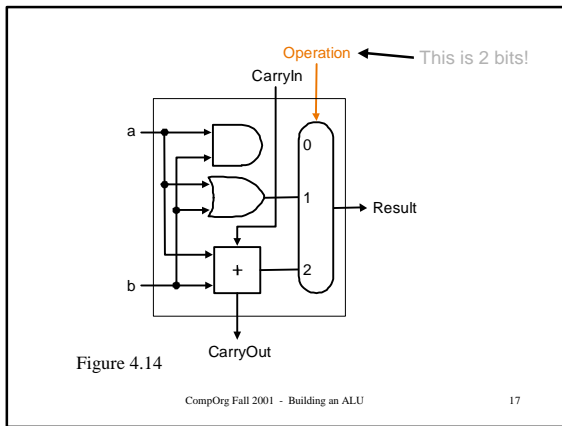 Operation
This is 2 bits!
CarryIn
a
0
1
Result
+
2
b
CarryOut
Figure 4.14
CompOrg Fall 2001 - Building an ALU 17